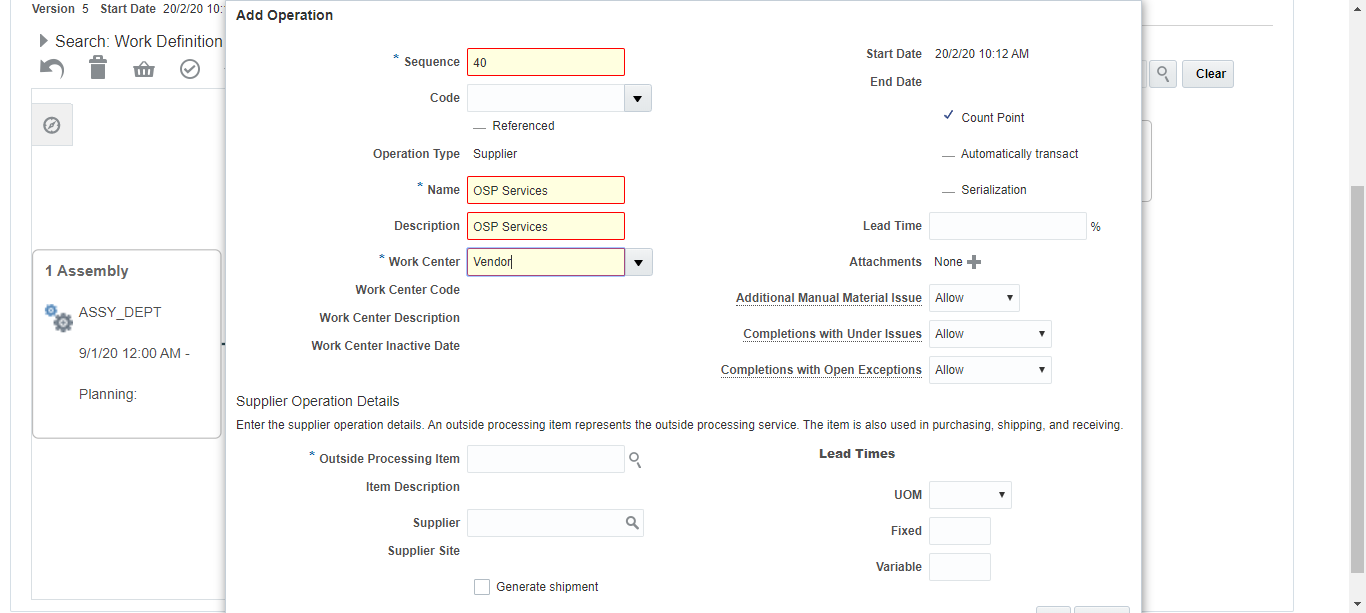 Version 5 Start Date 20/2/20 10:
Search: Work Definition
Clear
1 Assembly
ASSY_DEPT
9/1/20 12:00 AM -
Planning:
Add Operation
* Sequence 40
Code
Referenced
Operation Type Supplier
* Name OSP Services
Description OSP Services
* Work Center Vendor
Work Center Code
Work Center Description
Work Center Inactive Date
Start Date 20/2/20 10:12 AM
End Date
Count Point
Automatically transact
Serialization
Lead Time %
Attachments None
Additional Manual Material Issue Allow
Completions with Under Issues Allow
Completions with Open Exceptions Allow
Supplier Operation Details
Enter the supplier operation details. An outside processing item represents the outside processing service. The item is also used in purchasing, shipping, and receiving.
* Outside Processing Item
Item Description
Supplier
Supplier Site
Generate shipment
Lead Times
UOM
Fixed
Variable